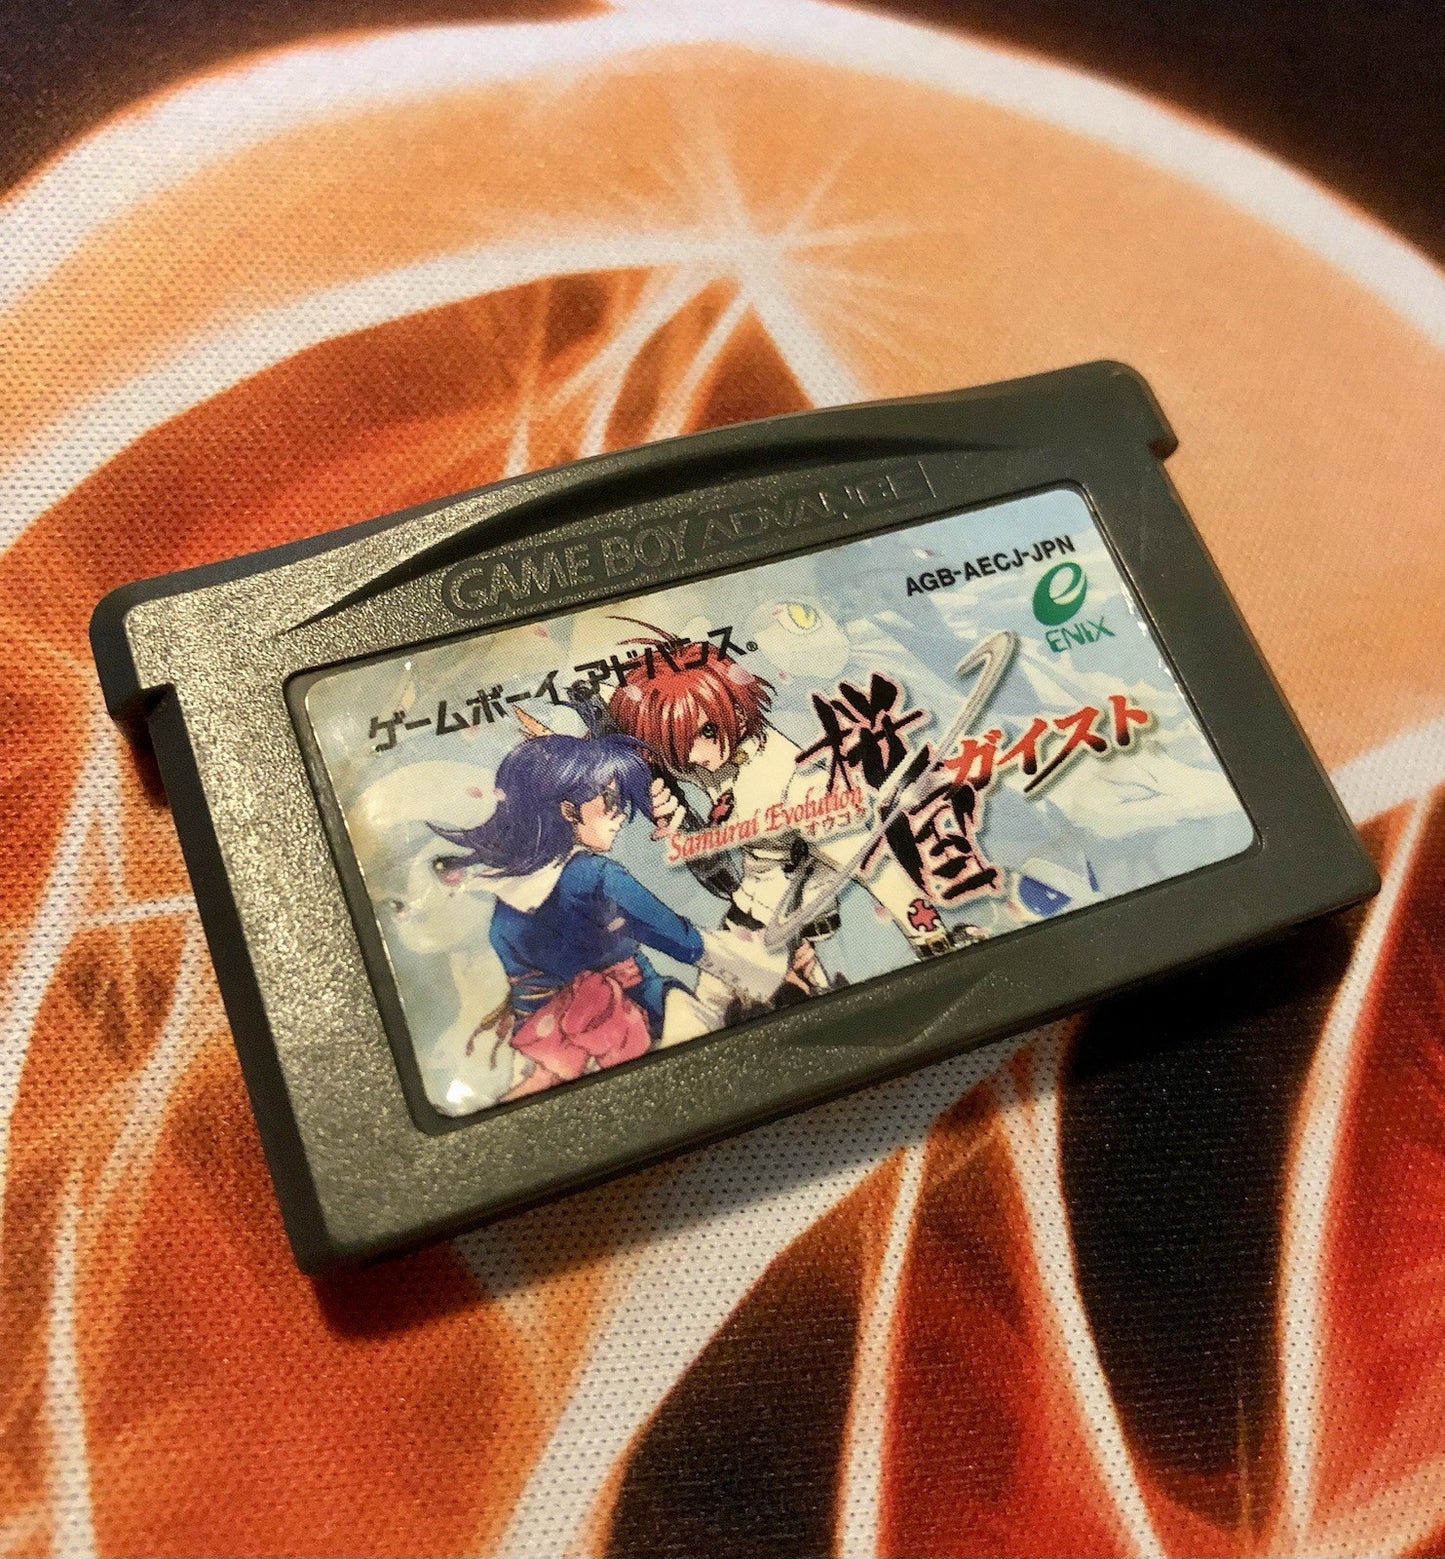 GAME BOY ADVANCE
AGB-AECJ-JPN
e
ENIX
ゲームボーイアドバンス®
桜国ガイスト
Samurai Evolution
オウコク